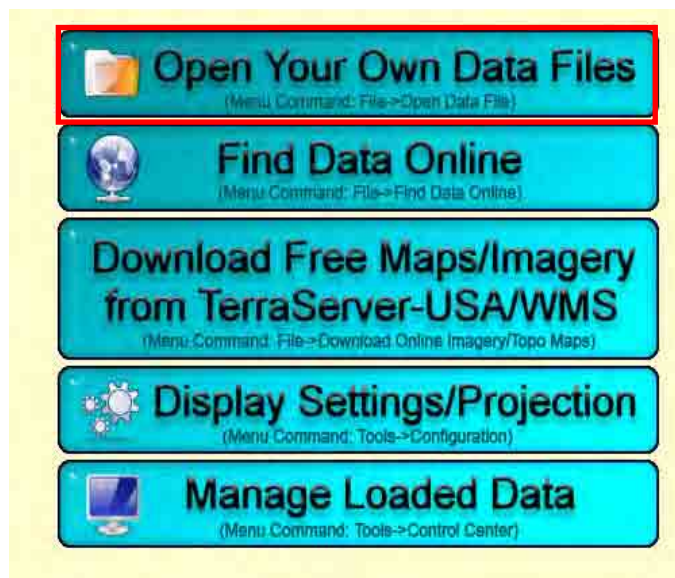 Open Your Own Data Files
(Menu Command: File->Open Data File)
Find Data Online
(Menu Command: File->Find Data Online)
Download Free Maps/Imagery
from TerraServer-USA/WMS
(Menu Command: File->Download Online Imagery/Topo Maps)
Display Settings/Projection
(Menu Command: Tools->Configuration)
Manage Loaded Data
(Menu Command: Tools->Control Center)